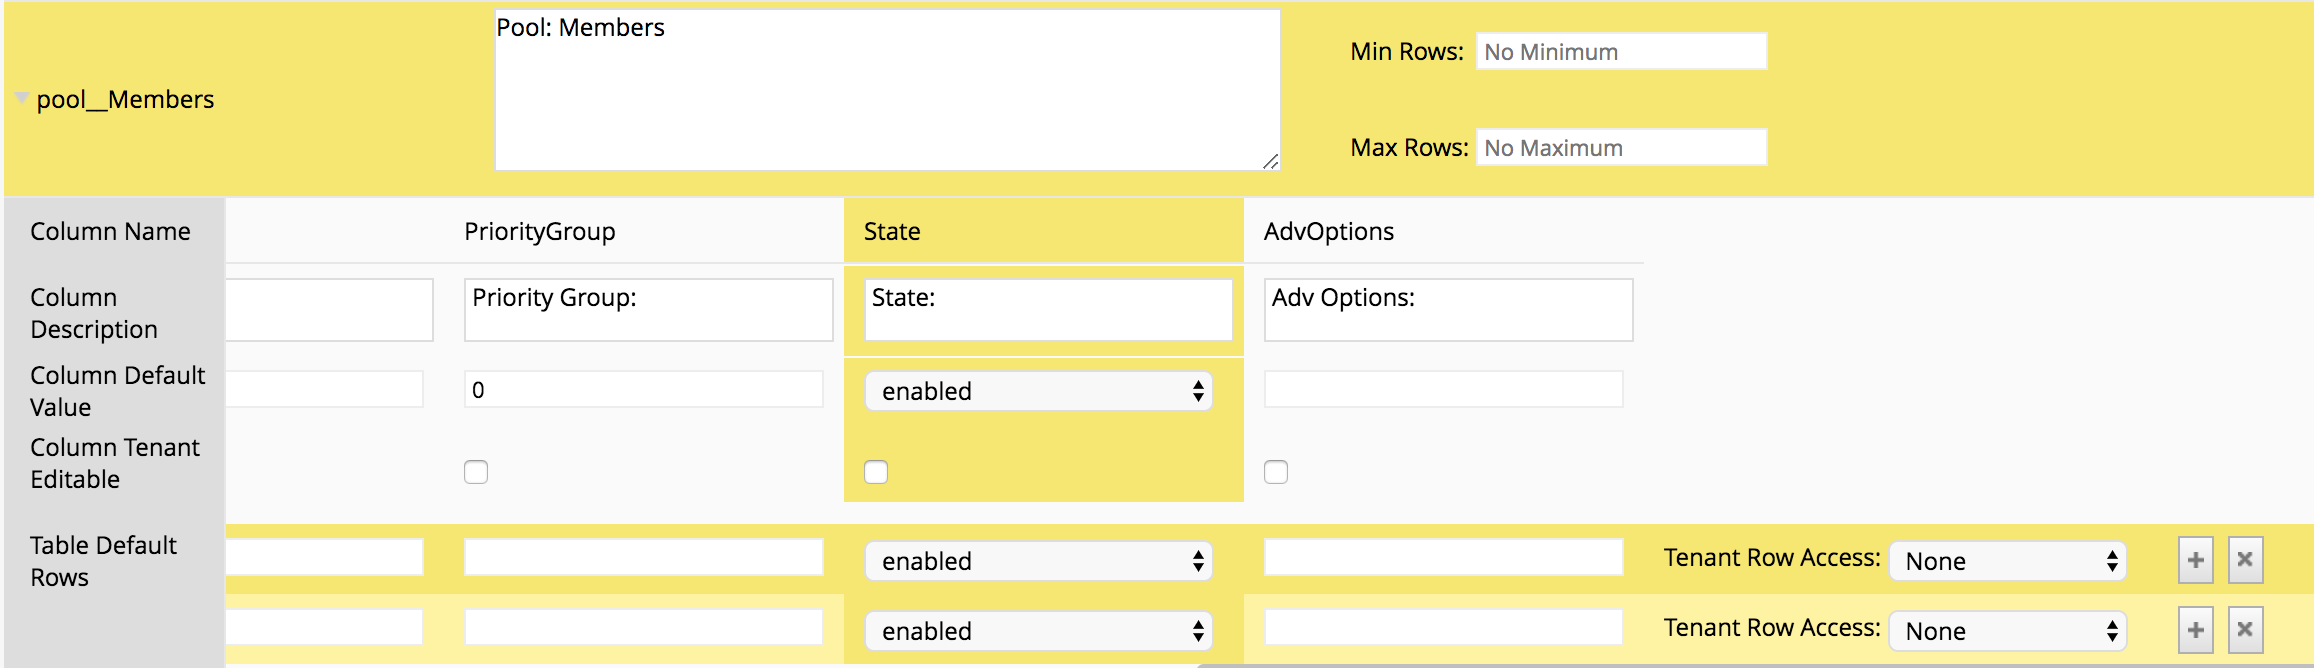 Pool: Members
Min Rows: No Minimum
pool__Members
Max Rows: No Maximum
Column Name PriorityGroup State AdvOptions
Column Description Priority Group: State: Adv Options:
Column Default Value 0 enabled
Column Tenant Editable
Table Default Rows enabled Tenant Row Access: None + ×
enabled Tenant Row Access: None + ×